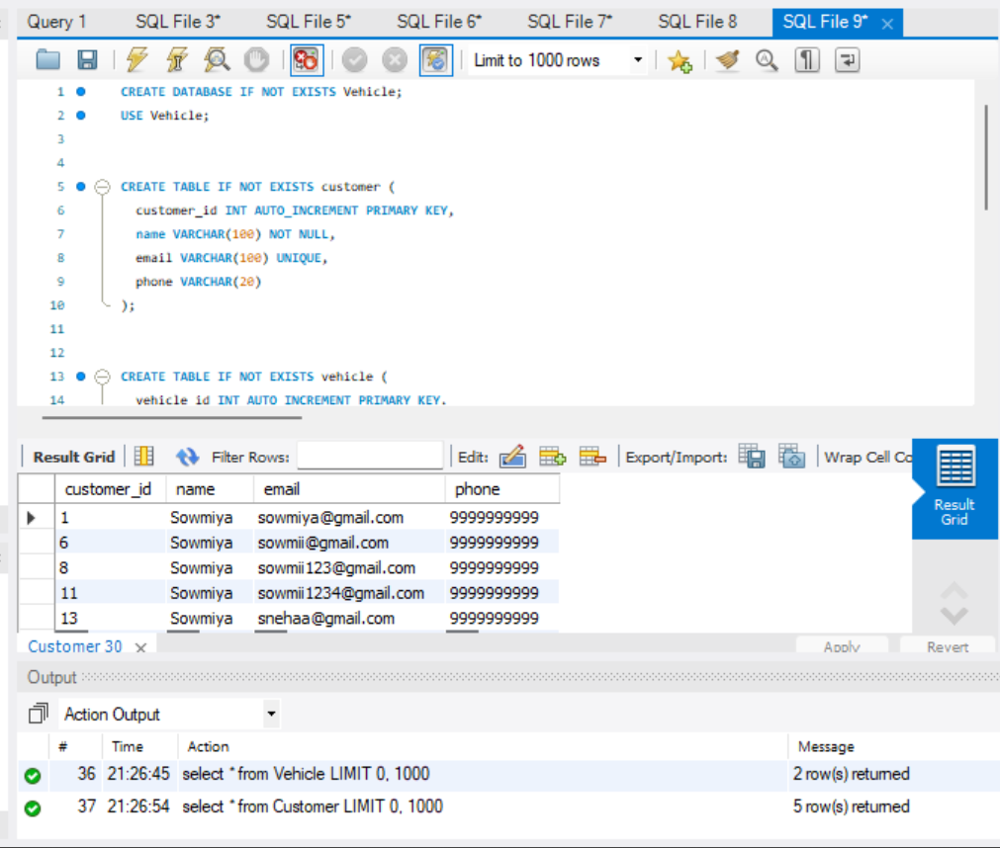 Query 1 SQL File 3* SQL File 5* SQL File 6* SQL File 7* SQL File 8 SQL File 9*
Limit to 1000 rows
1 CREATE DATABASE IF NOT EXISTS Vehicle;
2 USE Vehicle;
3
4
5 CREATE TABLE IF NOT EXISTS customer (
6 customer_id INT AUTO_INCREMENT PRIMARY KEY,
7 name VARCHAR(100) NOT NULL,
8 email VARCHAR(100) UNIQUE,
9 phone VARCHAR(20)
10 );
11
12
13 CREATE TABLE IF NOT EXISTS vehicle (
14 vehicle_id INT AUTO_INCREMENT PRIMARY KEY,
Result Grid Filter Rows: Edit: Export/Import: Wrap Cell Co
Result
Grid
customer_id name email phone
1 Sowmiya sowmiya@gmail.com 9999999999
6 Sowmiya sowmii@gmail.com 9999999999
8 Sowmiya sowmii123@gmail.com 9999999999
11 Sowmiya sowmii1234@gmail.com 9999999999
13 Sowmiya snehaa@gmail.com 9999999999
Customer 30 Apply Revert
Output
Action Output
# Time Action Message
36 21:26:45 select * from Vehicle LIMIT 0, 1000 2 row(s) returned
37 21:26:54 select * from Customer LIMIT 0, 1000 5 row(s) returned